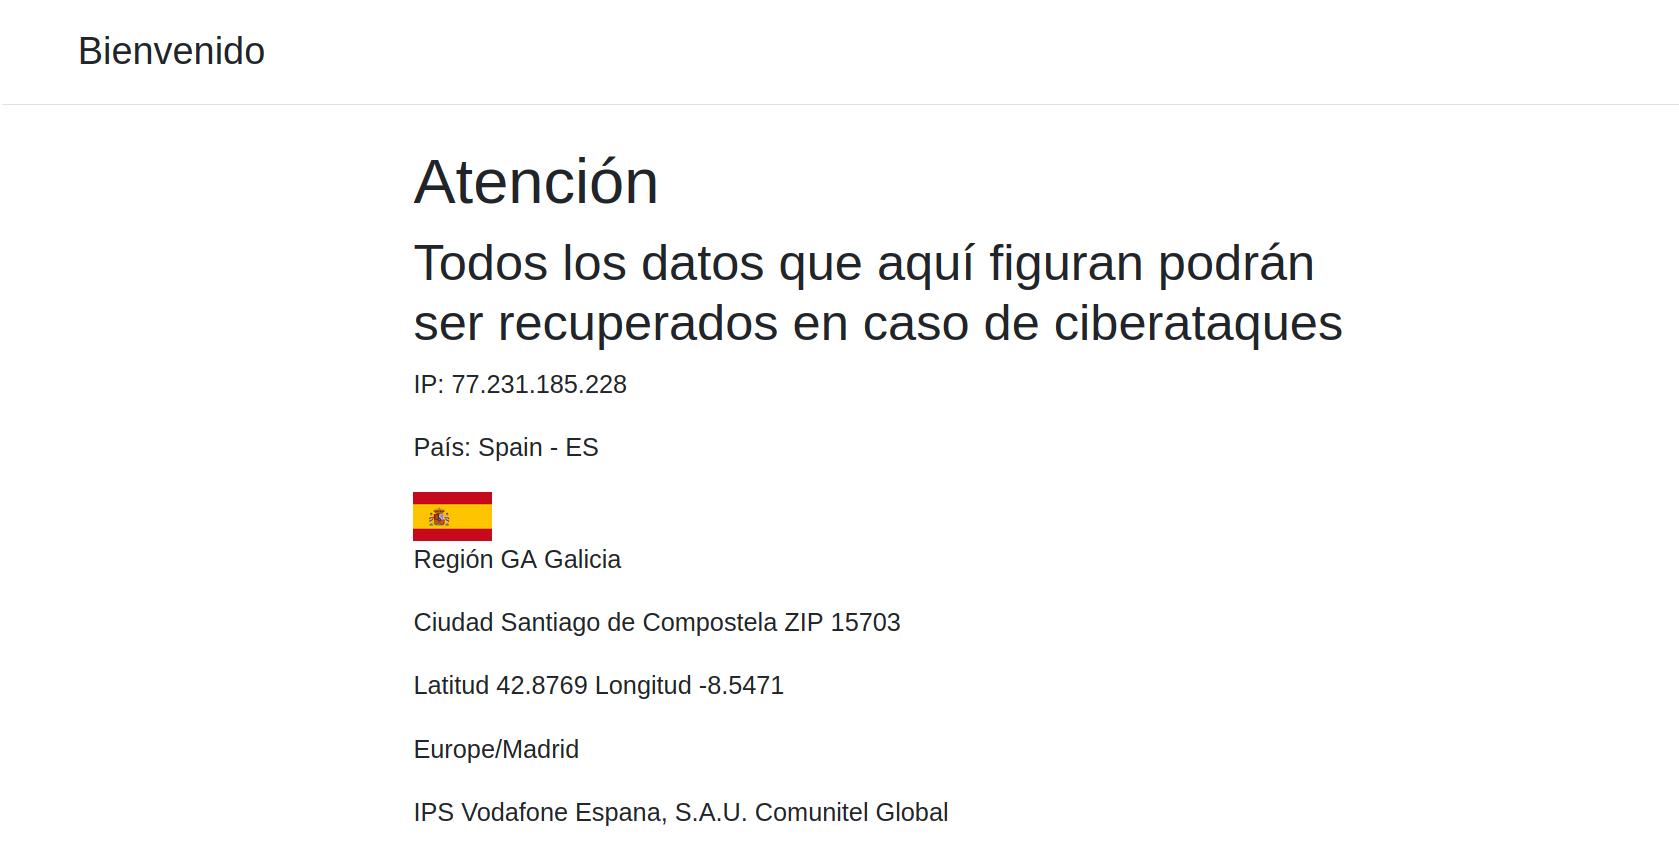 Bienvenido
Atención
Todos los datos que aquí figuran podrán
ser recuperados en caso de ciberataques
IP: 77.231.185.228
País: Spain - ES
Región GA Galicia
Ciudad Santiago de Compostela ZIP 15703
Latitud 42.8769 Longitud -8.5471
Europe/Madrid
IPS Vodafone Espana, S.A.U. Comunitel Global